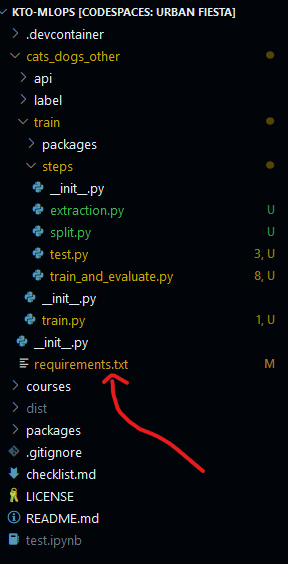 KTO-MLOPS [CODESPACES: URBAN FIESTA]
.devcontainer
cats_dogs_other
api
label
train
packages
steps
__init__.py
extraction.py U
split.py U
test.py 3, U
train_and_evaluate.py 8, U
__init__.py
train.py 1, U
__init__.py
requirements.txt M
courses
dist
packages
.gitignore
checklist.md
LICENSE
README.md
test.ipynb